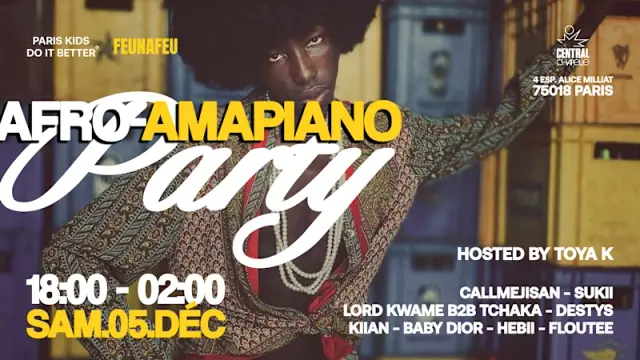 PARIS KIDS
DO IT BETTER
FEUNAFEU
CENTRAL
CHAPELLE
4 ESP. ALICE MILLIAT
75018 PARIS
AFRO-AMAPIANO
Party
HOSTED BY TOYA K
18:00 - 02:00
SAM.05.DÉC
CALLMEJISAN - SUKII
LORD KWAME B2B TCHAKA - DESTYS
KIIAN - BABY DIOR - HEBII - FLOUTEE